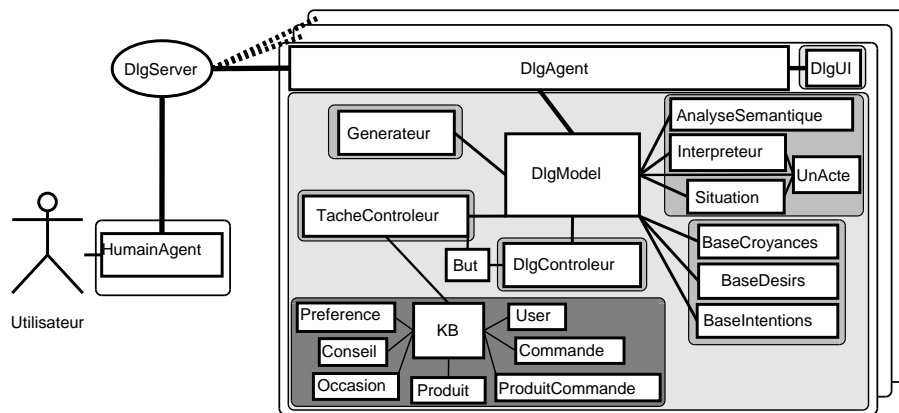 DlgServer
DlgAgent
DlgUI
Generateur
AnalyseSemantique
Interpreteur
DlgModel
UnActe
Situation
TacheControleur
HumainAgent
BaseCroyances
But
DlgControleur
BaseDesirs
Utilisateur
Preference
User
BaseIntentions
KB
Conseil
Commande
Occasion
Produit
ProduitCommande